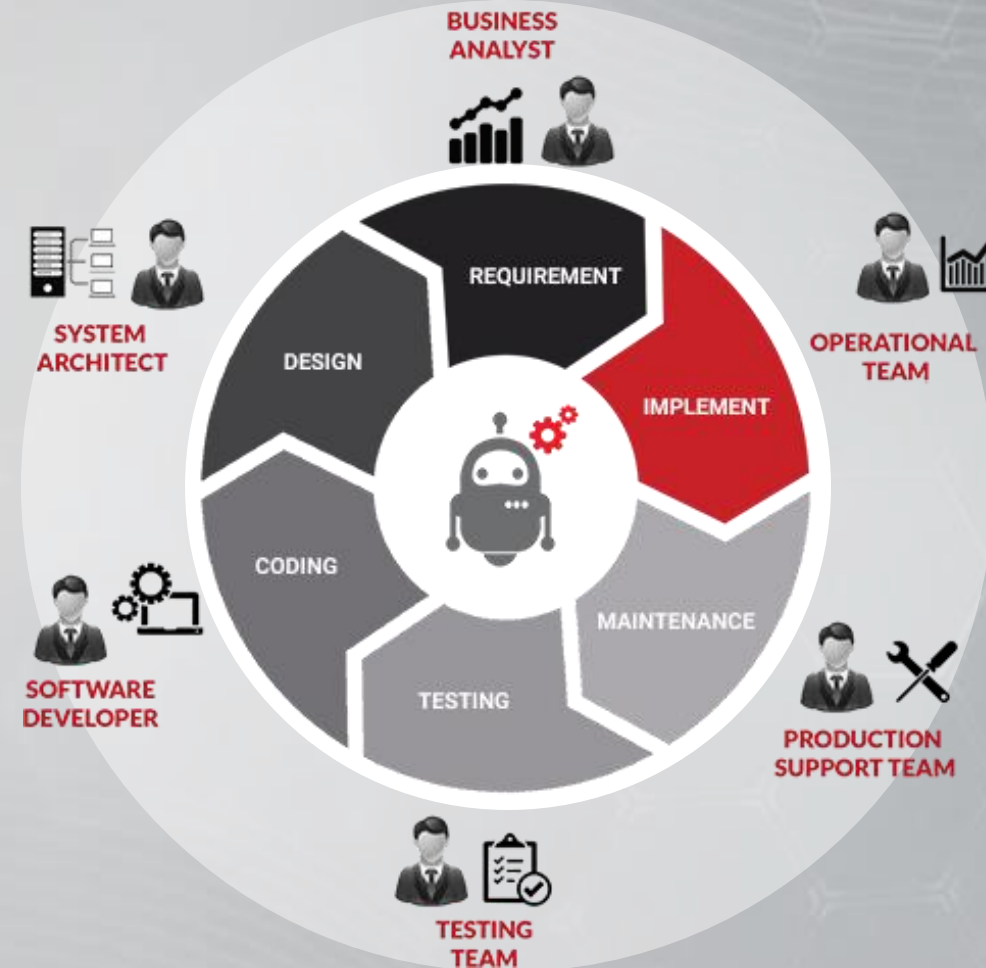 BUSINESS
ANALYST
REQUIREMENT
SYSTEM
ARCHITECT
DESIGN
OPERATIONAL
TEAM
IMPLEMENT
CODING
MAINTENANCE
SOFTWARE
DEVELOPER
TESTING
PRODUCTION
SUPPORT TEAM
TESTING
TEAM